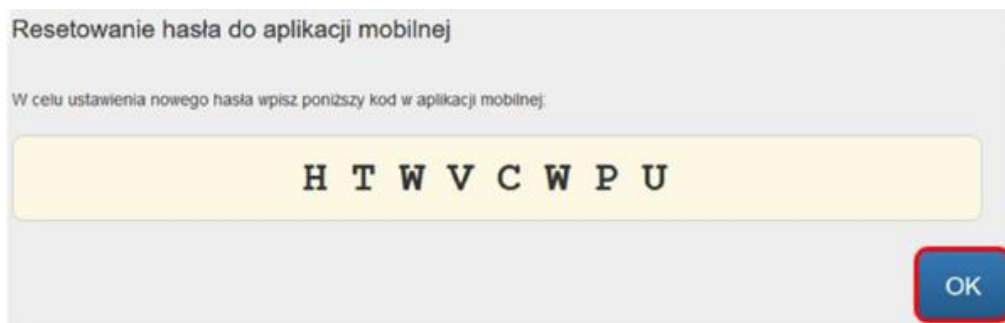 Resetowanie hasła do aplikacji mobilnej
W celu ustawienia nowego hasła wpisz poniższy kod w aplikacji mobilnej:
H T W V C W P U
OK